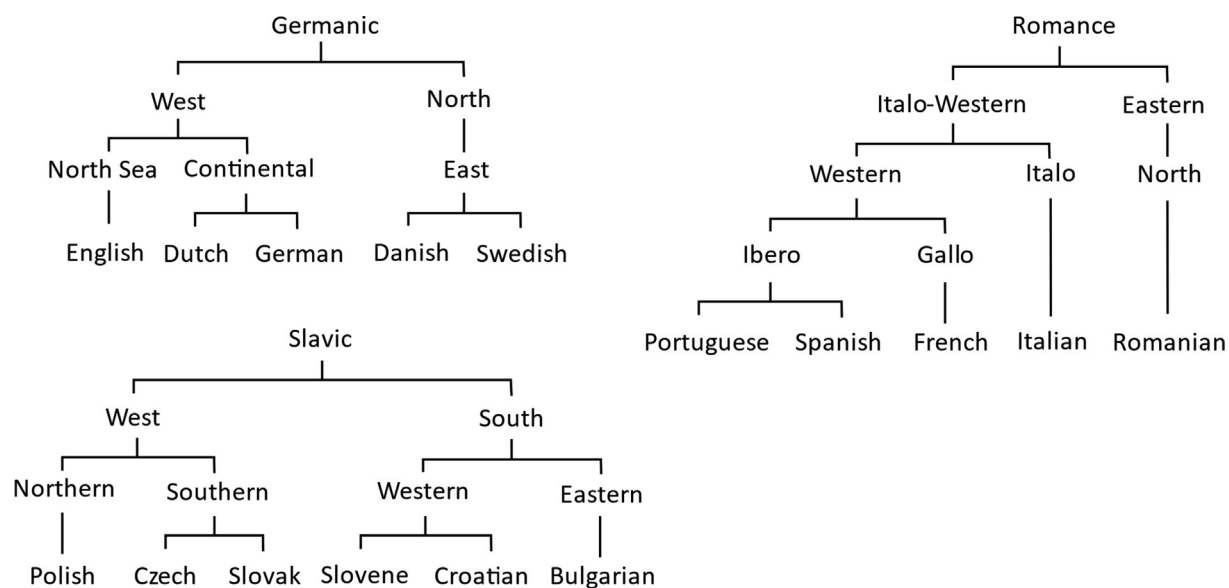 Germanic
West North
North Sea Continental East
English Dutch German Danish Swedish
Romance
Italo-Western Eastern
Western Italo North
Ibero Gallo
Portuguese Spanish French Italian Romanian
Slavic
West South
Northern Southern Western Eastern
Polish Czech Slovak Slovene Croatian Bulgarian